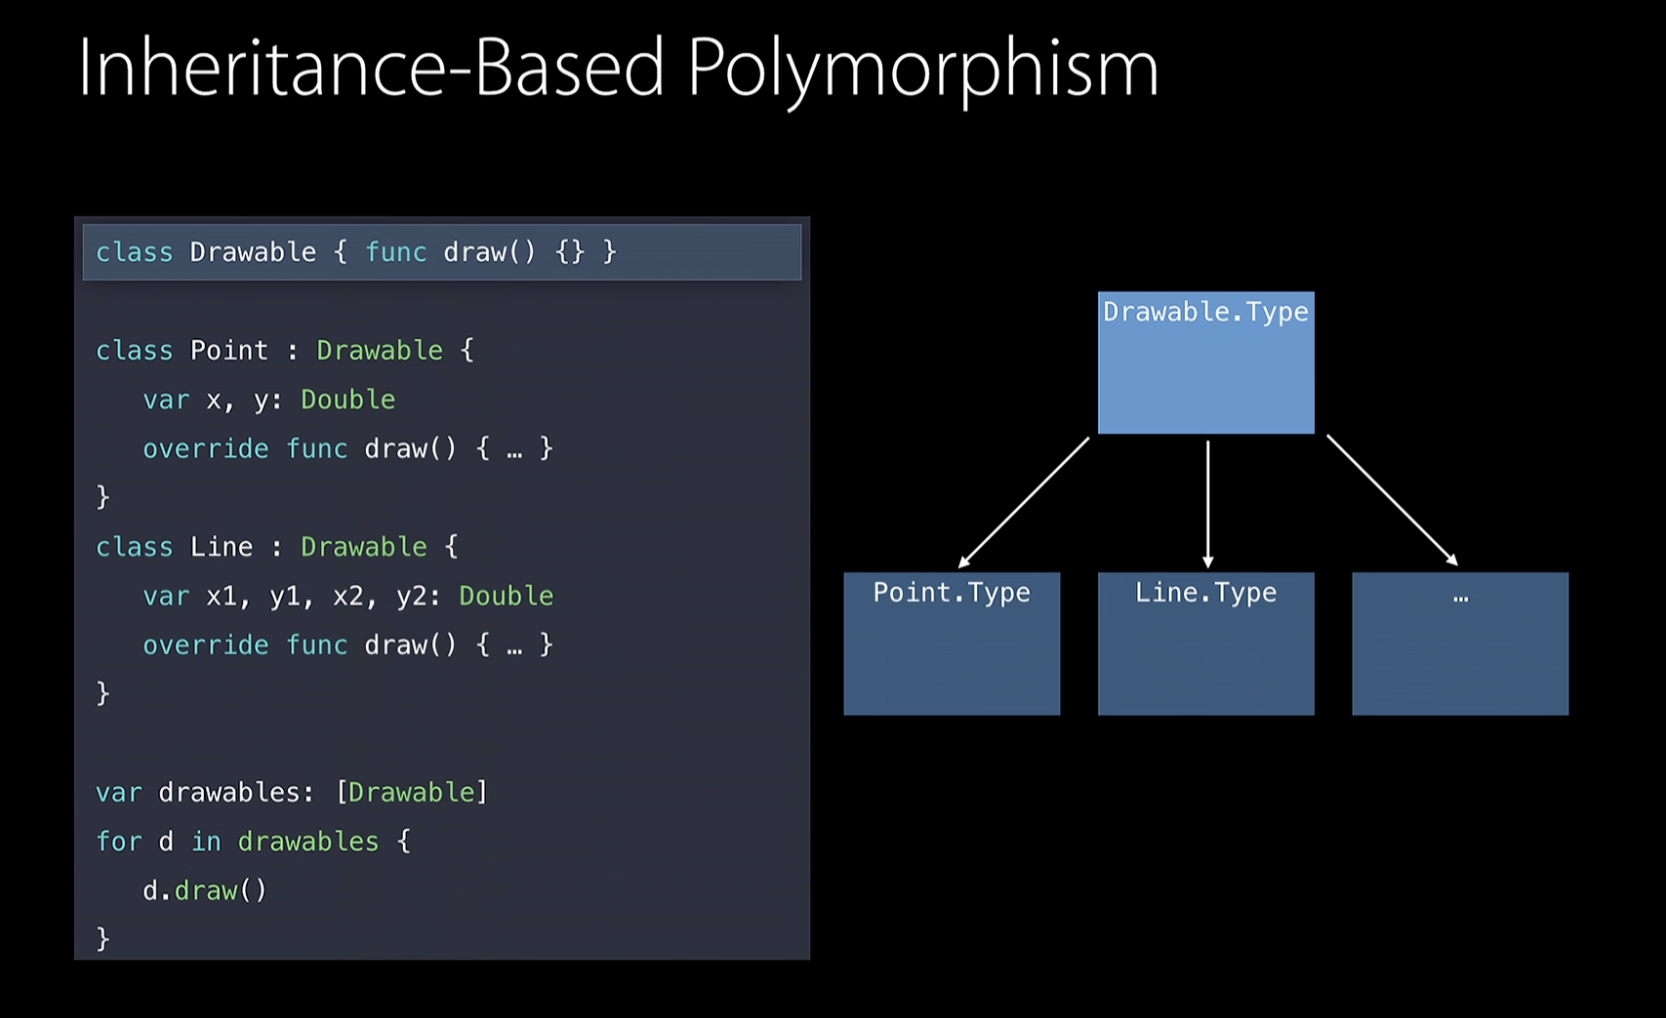 Inheritance-Based Polymorphism
class Drawable { func draw() {} }
class Point : Drawable {
var x, y: Double
override func draw() { … }
}
class Line : Drawable {
var x1, y1, x2, y2: Double
override func draw() { … }
}
var drawables: [Drawable]
for d in drawables {
d.draw()
}
Drawable.Type
Point.Type
Line.Type
…